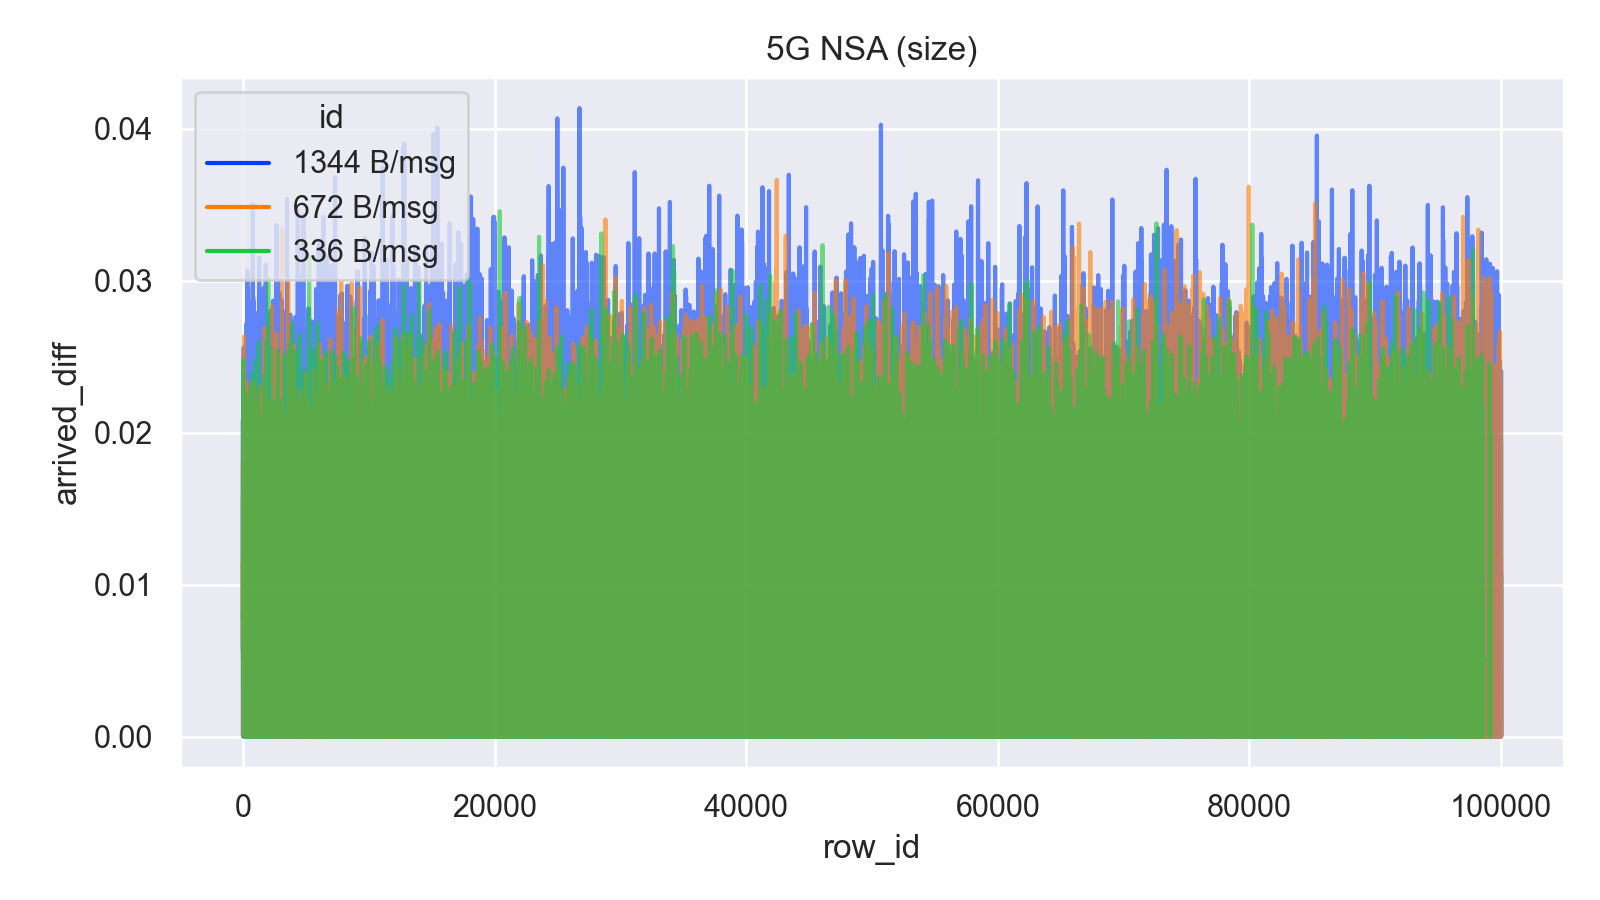 5G NSA (size)
id
1344 B/msg
672 B/msg
336 B/msg
0.04
0.03
0.02
0.01
0.00
arrived_diff
0 20000 40000 60000 80000 100000
row_id